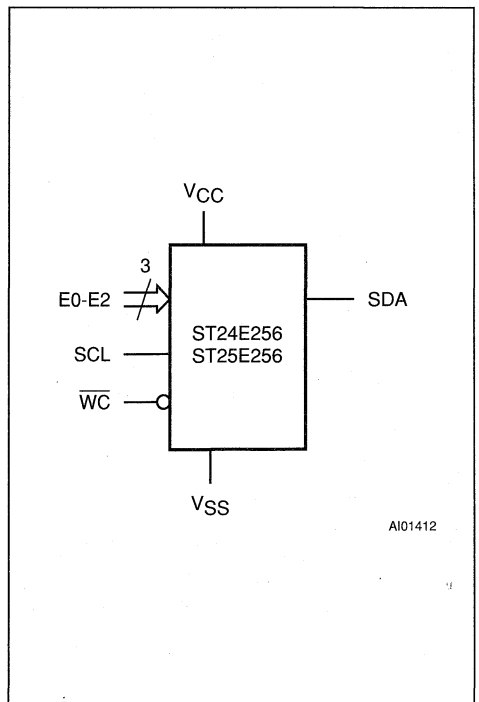 VCC
3
E0-E2
SDA
ST24E256
SCL
ST25E256
WC
VSS
AI01412